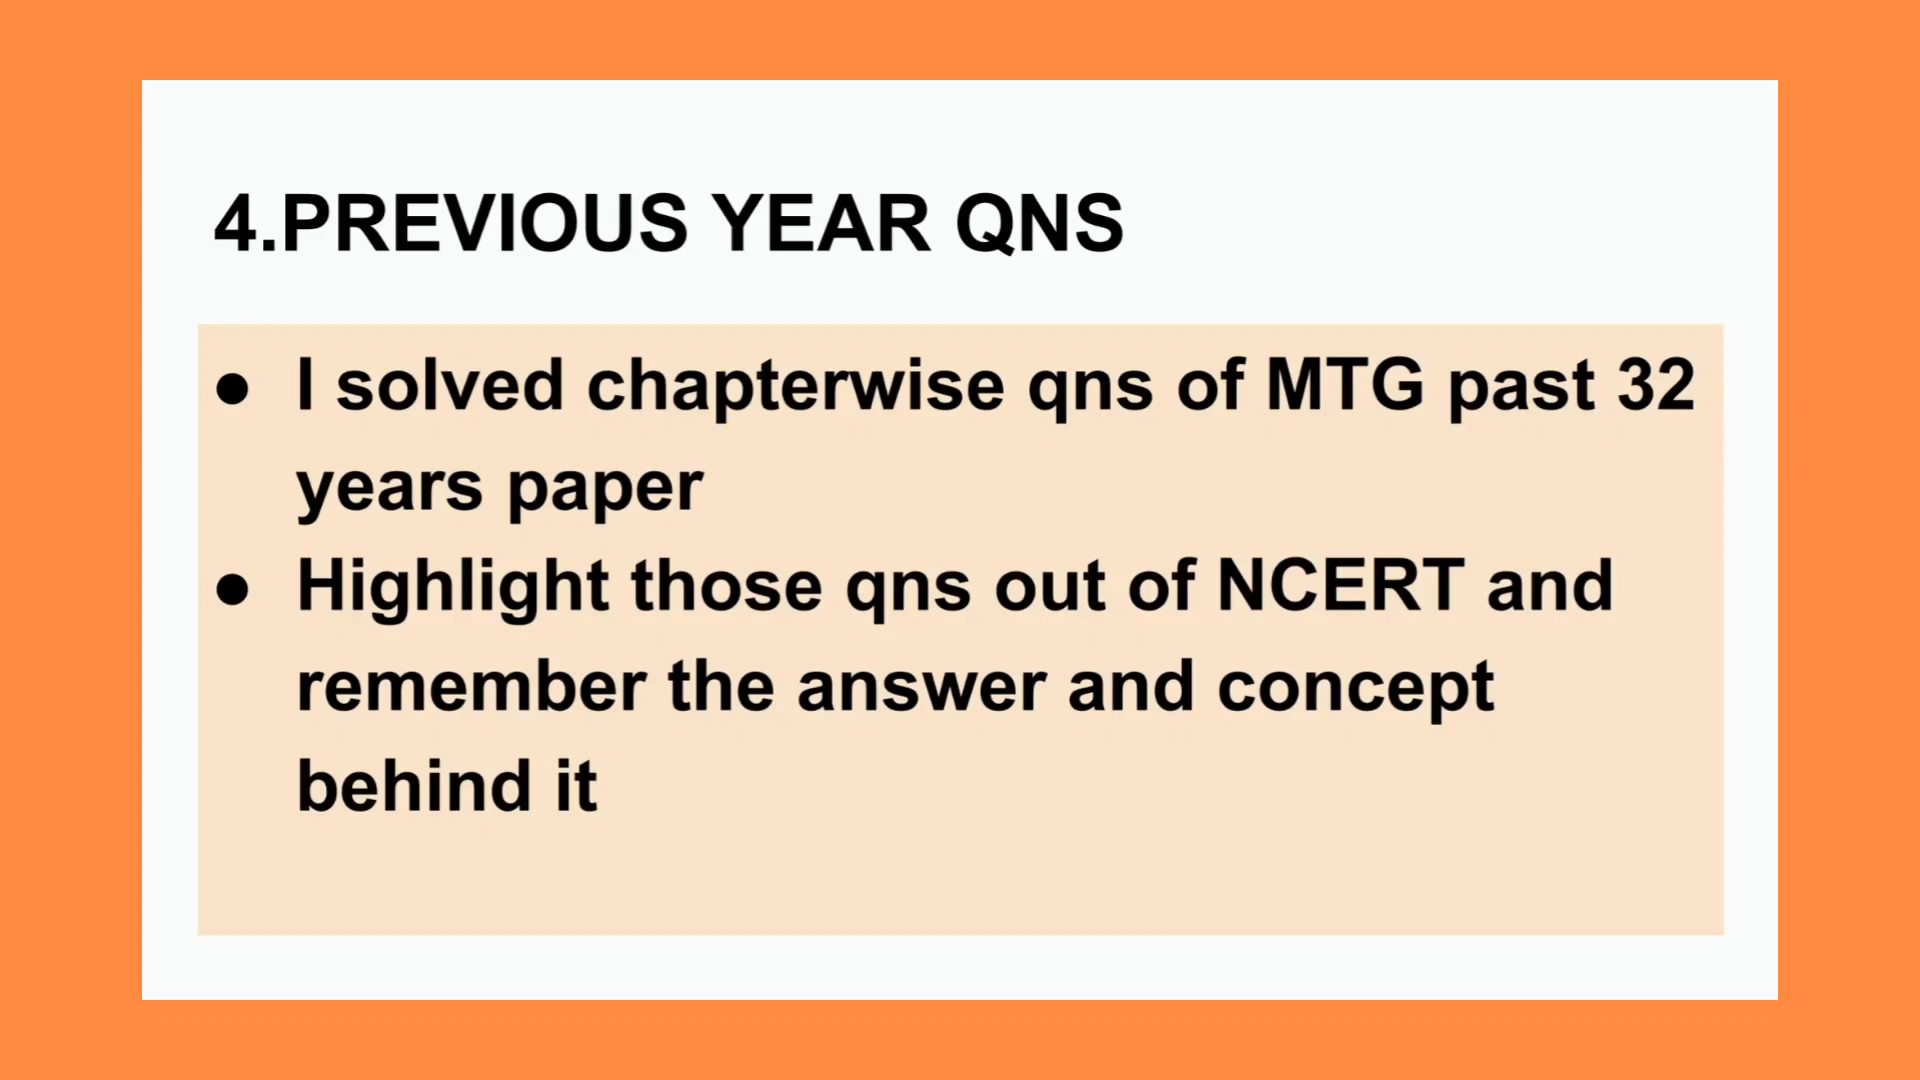 4.PREVIOUS YEAR QNS
● I solved chapterwise qns of MTG past 32
years paper
● Highlight those qns out of NCERT and
remember the answer and concept
behind it